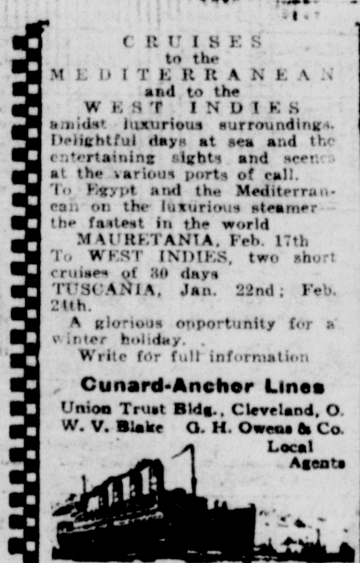 CRUISES
to the
MEDITERRANEAN
and to the
WEST INDIES
amidst luxurious surroundings.
Delightful days at sea and the
entertaining sights and scenes
at the various ports of call.
To Egypt and the Mediterran-
ean on the luxurious steamer—
the fastest in the world
MAURETANIA, Feb. 17th
To WEST INDIES, two short
cruises of 30 days
TUSCANIA, Jan. 22nd; Feb.
24th.
A glorious opportunity for a
winter holiday.
Write for full information
Cunard-Anchor Lines
Union Trust Bldg., Cleveland, O.
W. V. Blake G. H. Owens & Co.
Local
Agents